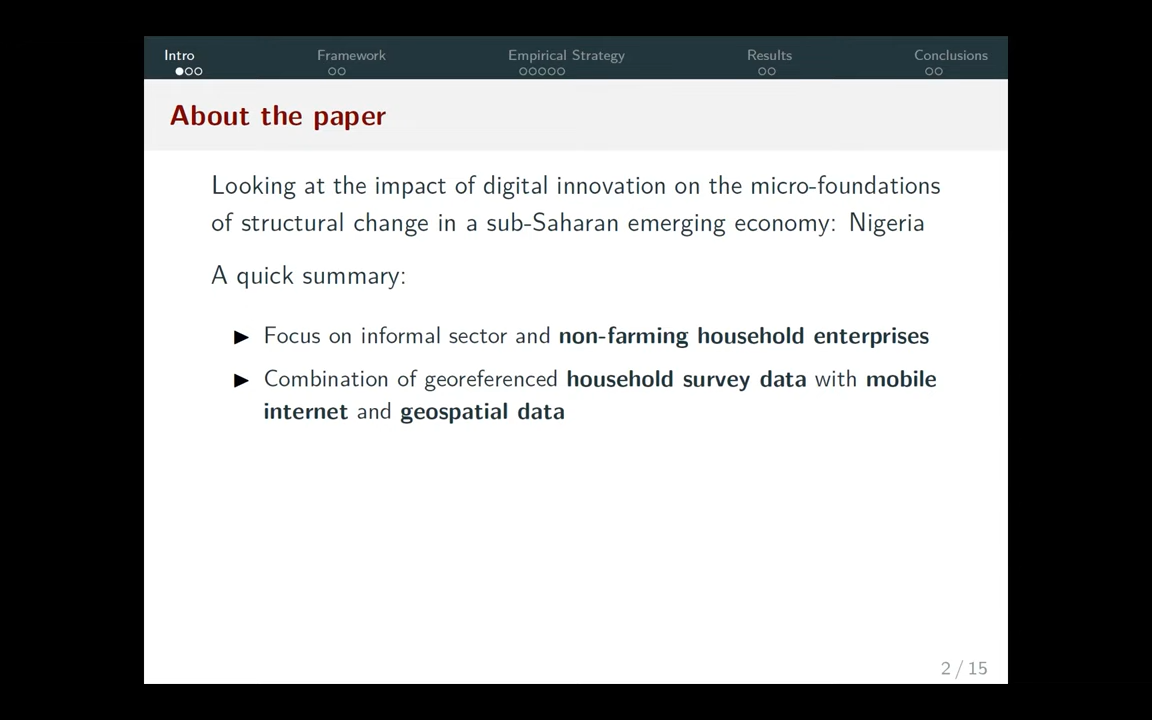 Intro Framework Empirical Strategy Results Conclusions
About the paper
Looking at the impact of digital innovation on the micro-foundations
of structural change in a sub-Saharan emerging economy: Nigeria
A quick summary:
Focus on informal sector and non-farming household enterprises
Combination of georeferenced household survey data with mobile
internet and geospatial data
2 / 15